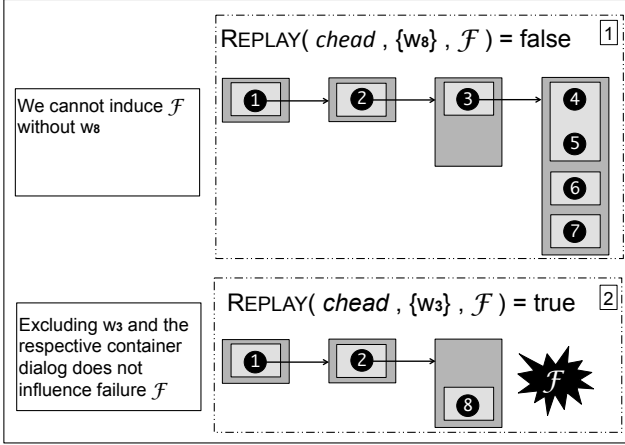 REPLAY( chead , {w8} , ℱ ) = false
1
We cannot induce ℱ
without w8
1
2
3
4
5
6
7
REPLAY( chead , {w3} , ℱ ) = true
2
Excluding w3 and the
respective container
dialog does not
influence failure ℱ
1
2
8
ℱ